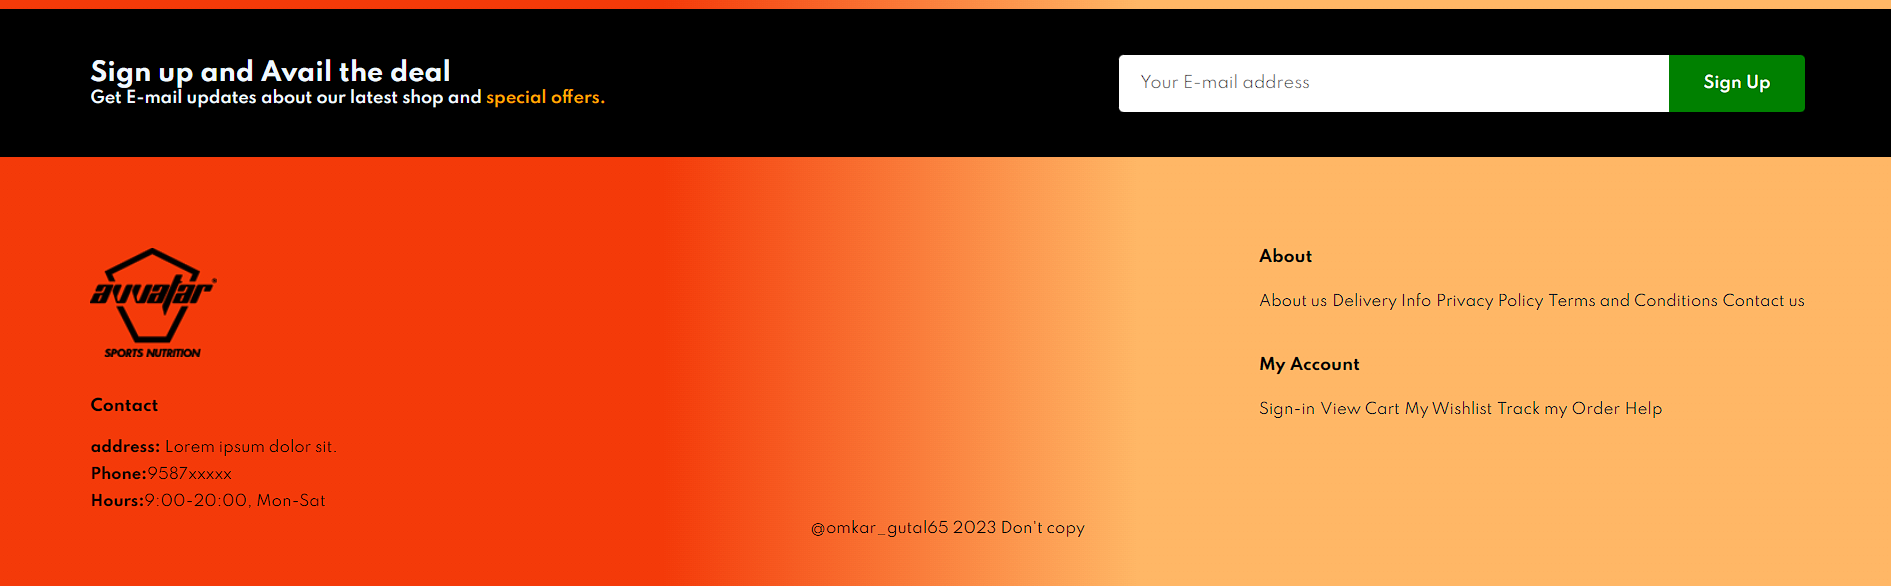 Sign up and Avail the deal
Get E-mail updates about our latest shop and special offers.
Your E-mail address
Sign Up
avvatar
SPORTS NUTRITION
Contact
address: Lorem ipsum dolor sit.
Phone:9587xxxxx
Hours:9:00-20:00, Mon-Sat
About
About us Delivery Info Privacy Policy Terms and Conditions Contact us
My Account
Sign-in View Cart My Wishlist Track my Order Help
@omkar_gutal65 2023 Don't copy